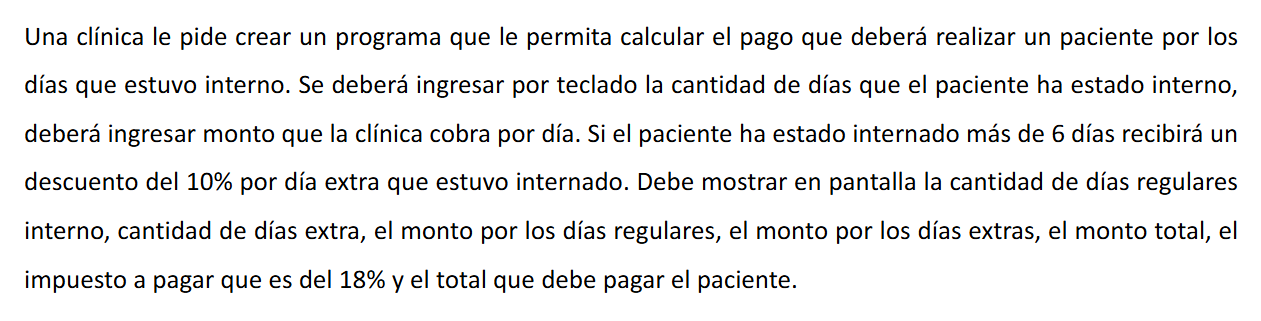 Una clínica le pide crear un programa que le permita calcular el pago que deberá realizar un paciente por los
días que estuvo interno. Se deberá ingresar por teclado la cantidad de días que el paciente ha estado interno,
deberá ingresar monto que la clínica cobra por día. Si el paciente ha estado internado más de 6 días recibirá un
descuento del 10% por día extra que estuvo internado. Debe mostrar en pantalla la cantidad de días regulares
interno, cantidad de días extra, el monto por los días regulares, el monto por los días extras, el monto total, el
impuesto a pagar que es del 18% y el total que debe pagar el paciente.